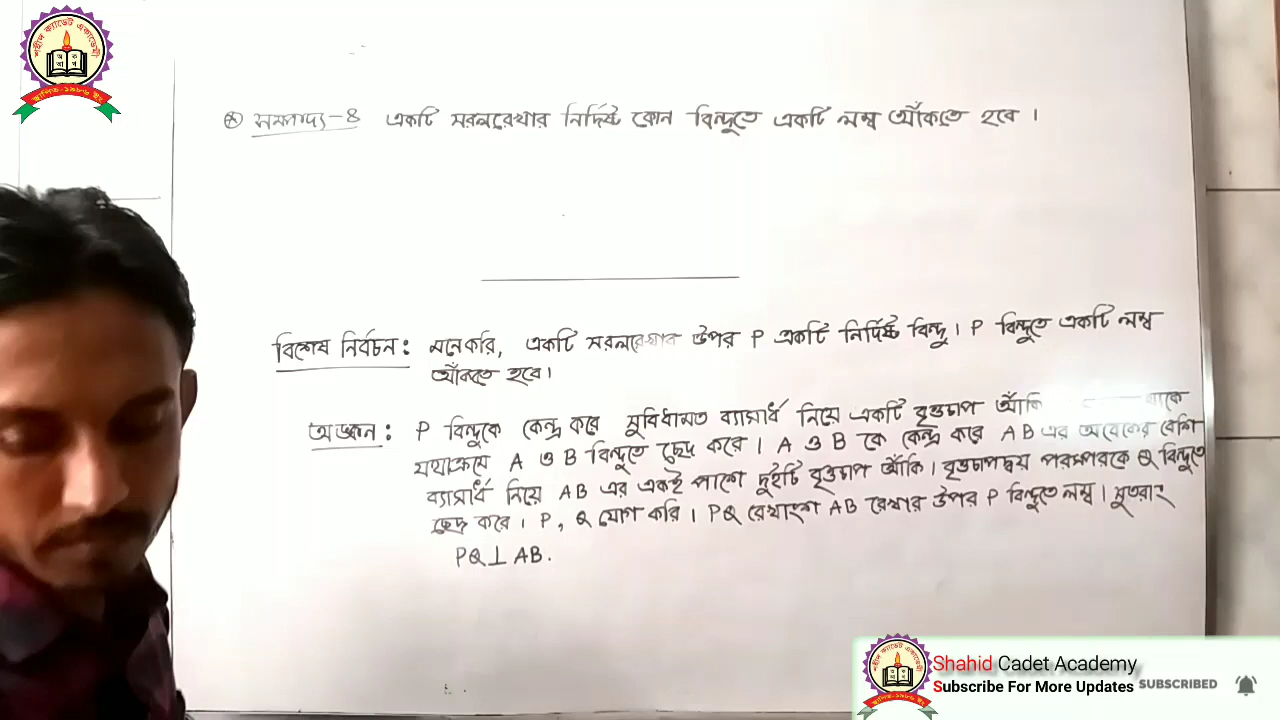 শহীদ ক্যাডেট একাডেমী
স্থাপিত-১৯৮৬ ইং
সম্পাদ্য-৪ একটি সরলরেখার নির্দিষ্ট কোন বিন্দুতে একটি লম্ব আঁকতে হবে।
বিশেষ নির্বচন: মনেকরি, একটি সরলরেখার উপর P একটি নির্দিষ্ট বিন্দু। P বিন্দুতে একটি লম্ব
আঁকতে হবে।
অঙ্কন: P বিন্দুকে কেন্দ্র করে সুবিধামত ব্যাসার্ধ নিয়ে একটি বৃত্তচাপ আঁকি
যথাক্রমে A ও B বিন্দুতে ছেদ করে। A ও B কে কেন্দ্র করে AB এর অর্ধেকের বেশি
ব্যাসার্ধ নিয়ে AB এর একই পাশে দুইটি বৃত্তচাপ আঁকি। বৃত্তচাপদ্বয় পরস্পরকে Q বিন্দুতে
ছেদ করে। P, Q যোগ করি। PQ রেখাংশ AB রেখার উপর P বিন্দুতে লম্ব। সুতরাং
PQ⊥AB.
Shahid Cadet Academy
Subscribe For More Updates SUBSCRIBED